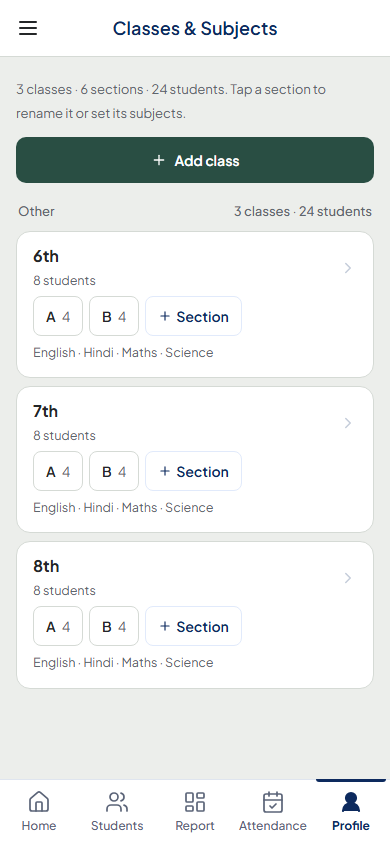 Classes & Subjects
3 classes · 6 sections · 24 students. Tap a section to
rename it or set its subjects.
+ Add class
Other 3 classes · 24 students
6th
8 students
A 4 B 4 + Section
English · Hindi · Maths · Science
7th
8 students
A 4 B 4 + Section
English · Hindi · Maths · Science
8th
8 students
A 4 B 4 + Section
English · Hindi · Maths · Science
Home Students Report Attendance Profile